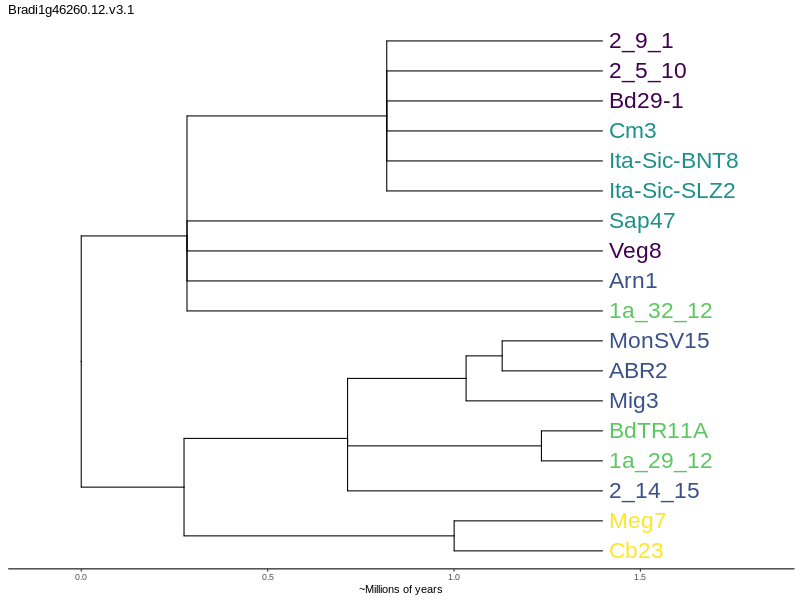 Bradi1g46260.12.v3.1
2_9_1
2_5_10
Bd29-1
Cm3
Ita-Sic-BNT8
Ita-Sic-SLZ2
Sap47
Veg8
Arn1
1a_32_12
MonSV15
ABR2
Mig3
BdTR11A
1a_29_12
2_14_15
Meg7
Cb23
0.0 0.5 1.0 1.5
~Millions of years